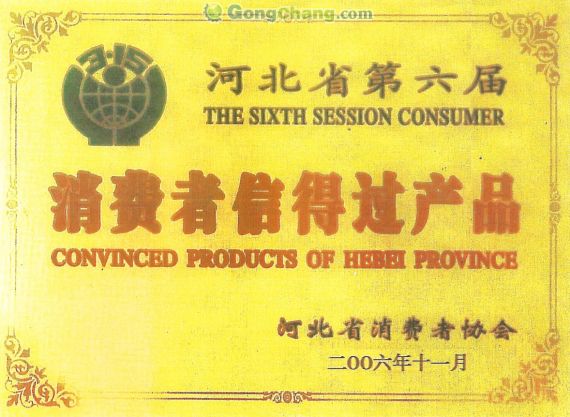 GongChang.com
3·15
河北省第六届
THE SIXTH SESSION CONSUMER
消费者信得过产品
CONVINCED PRODUCTS OF HEBEI PROVINCE
河北省消费者协会
二OO六年十一月